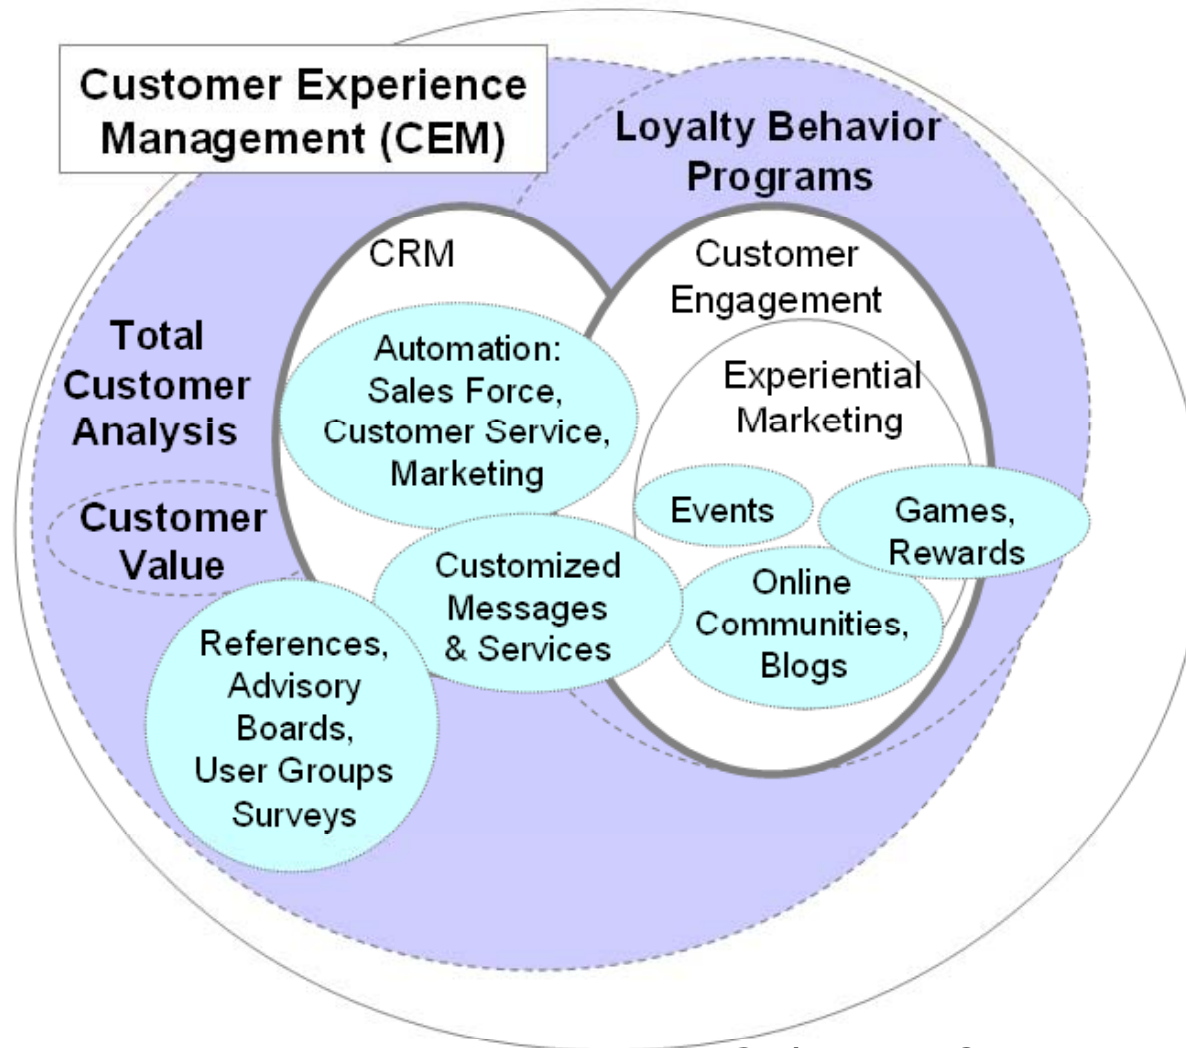 Customer Experience
Management (CEM)
Loyalty Behavior
Programs
CRM
Customer
Engagement
Total
Customer
Analysis
Automation:
Sales Force,
Customer Service,
Marketing
Experiential
Marketing
Customer
Value
Events
Games,
Rewards
Customized
Messages
& Services
Online
Communities,
Blogs
References,
Advisory
Boards,
User Groups
Surveys